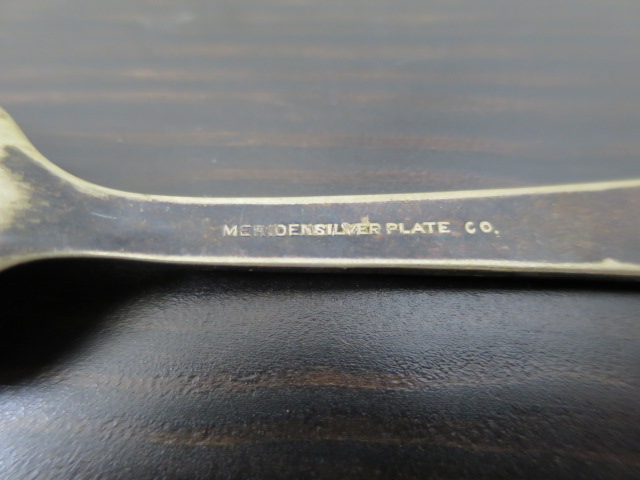 MERIDEN SILVER PLATE CO.